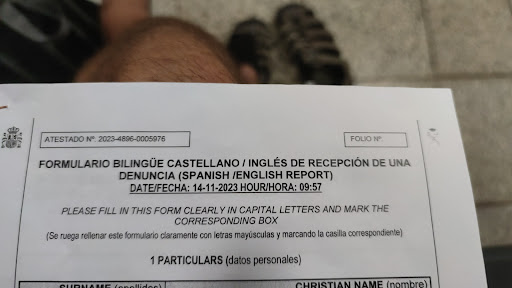 ATESTADO Nº: 2023-4896-0005976
FOLIO Nº:
FORMULARIO BILINGÜE CASTELLANO / INGLÉS DE RECEPCIÓN DE UNA
DENUNCIA (SPANISH /ENGLISH REPORT)
DATE/FECHA: 14-11-2023 HOUR/HORA: 09:57
PLEASE FILL IN THIS FORM CLEARLY IN CAPITAL LETTERS AND MARK THE
CORRESPONDING BOX
(Se ruega rellenar este formulario claramente con letras mayúsculas y marcando la casilla correspondiente)
1 PARTICULARS (datos personales)
SURNAME (apellidos) CHRISTIAN NAME (nombre)